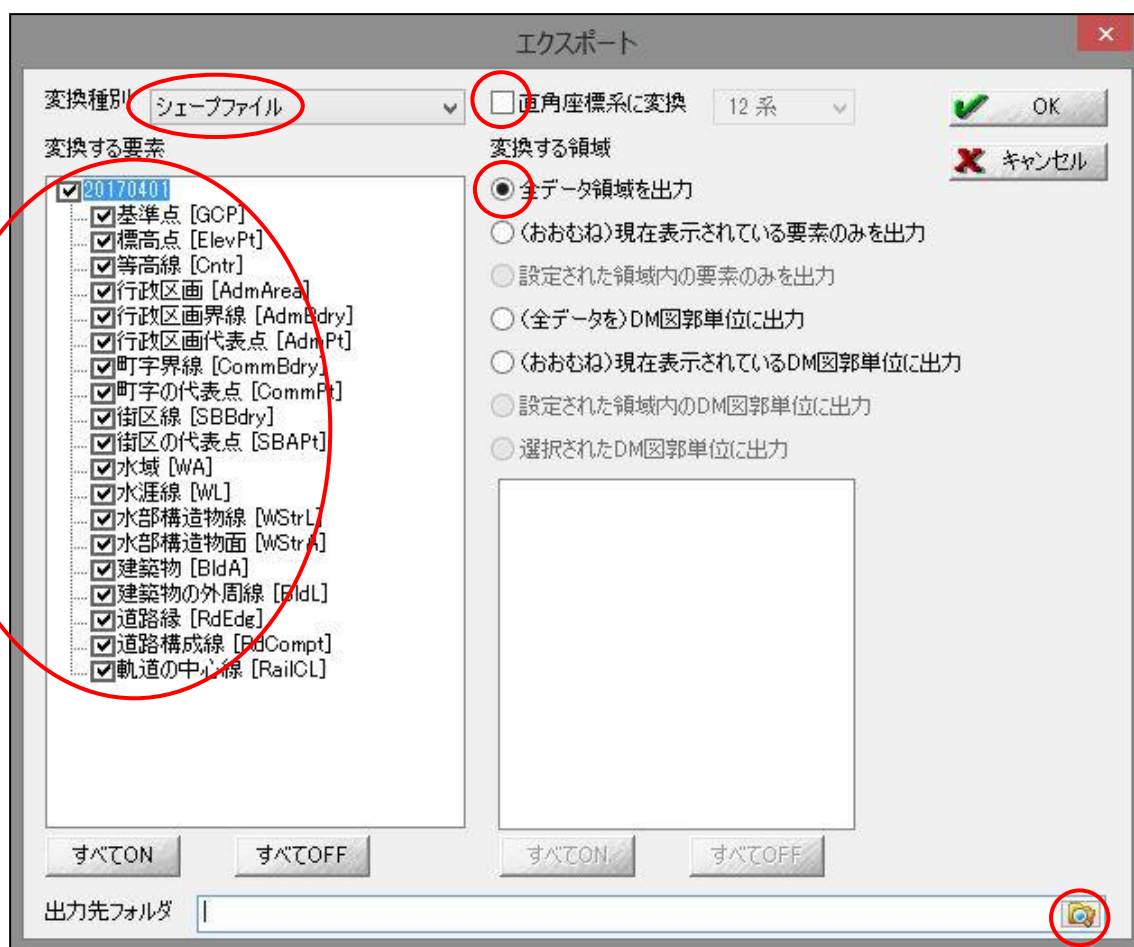 エクスポート
変換種別 シェープファイル
直角座標系に変換 12 系
OK
変換する要素
変換する領域
キャンセル
20170401
基準点 [GCP]
標高点 [ElevPt]
等高線 [Cntr]
行政区画 [AdmArea]
行政区画界線 [AdmBdry]
行政区画代表点 [AdmPt]
町字界線 [CommBdry]
町字の代表点 [CommPt]
街区線 [SBBdry]
街区の代表点 [SBAPt]
水域 [WA]
水涯線 [WL]
水部構造物線 [WStrL]
水部構造物面 [WStrA]
建築物 [BldA]
建築物の外周線 [BldL]
道路縁 [RdEdg]
道路構成線 [RdCompt]
軌道の中心線 [RailCL]
全データ領域を出力
(おおむね)現在表示されている要素のみを出力
設定された領域内の要素のみを出力
(全データを)DM図郭単位に出力
(おおむね)現在表示されているDM図郭単位に出力
設定された領域内のDM図郭単位に出力
選択されたDM図郭単位に出力
すべてON
すべてOFF
すべてON
すべてOFF
出力先フォルダ